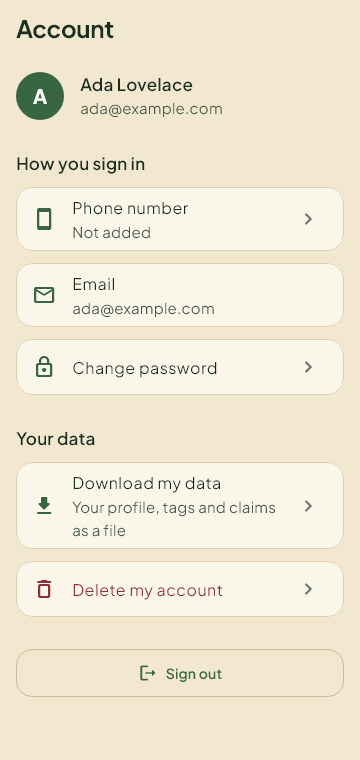 Account
A
Ada Lovelace
ada@example.com
How you sign in
Phone number
Not added
Email
ada@example.com
Change password
Your data
Download my data
Your profile, tags and claims
as a file
Delete my account
Sign out